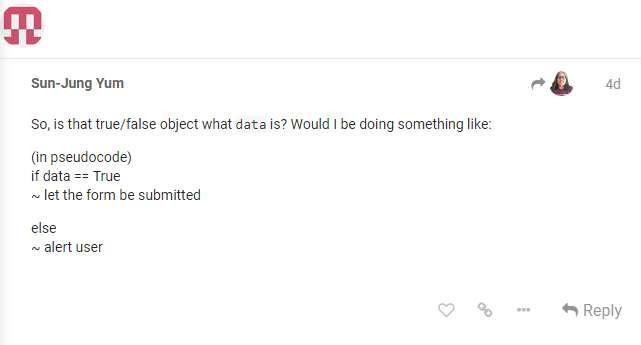 Sun-Jung Yum
4d
So, is that true/false object what data is? Would I be doing something like:
(in pseudocode)
if data == True
~ let the form be submitted
else
~ alert user
Reply